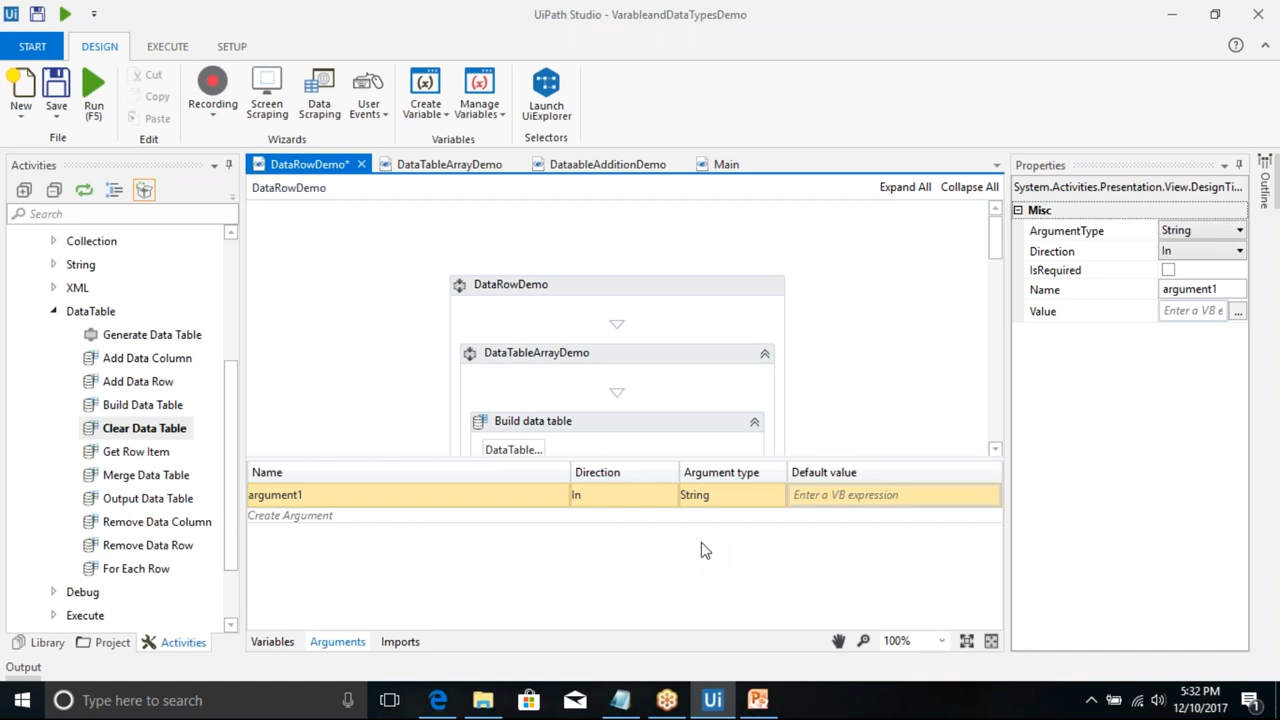 UiPath Studio - VarableandDataTypesDemo
START
DESIGN
EXECUTE
SETUP
New
Save
Run
(F5)
Cut
Copy
Paste
Recording
Screen
Scraping
Data
Scraping
User
Events
Create
Variable
Manage
Variables
Launch
UiExplorer
File
Edit
Wizards
Variables
Selectors
Activities
Search
Collection
String
XML
DataTable
Generate Data Table
Add Data Column
Add Data Row
Build Data Table
Clear Data Table
Get Row Item
Merge Data Table
Output Data Table
Remove Data Column
Remove Data Row
For Each Row
Debug
Execute
Library
Project
Activities
Output
DataRowDemo*
DataTableArrayDemo
DataableAdditionDemo
Main
DataRowDemo
Expand All
Collapse All
DataRowDemo
DataTableArrayDemo
Build data table
DataTable...
Name Direction Argument type Default value
argument1 In String Enter a VB expression
Create Argument
Variables
Arguments
Imports
100%
Properties
System.Activities.Presentation.View.DesignTi...
Misc
ArgumentType String
Direction In
IsRequired
Name argument1
Value Enter a VB e ...
Outline
Type here to search
Ui
5:32 PM
12/10/2017
1